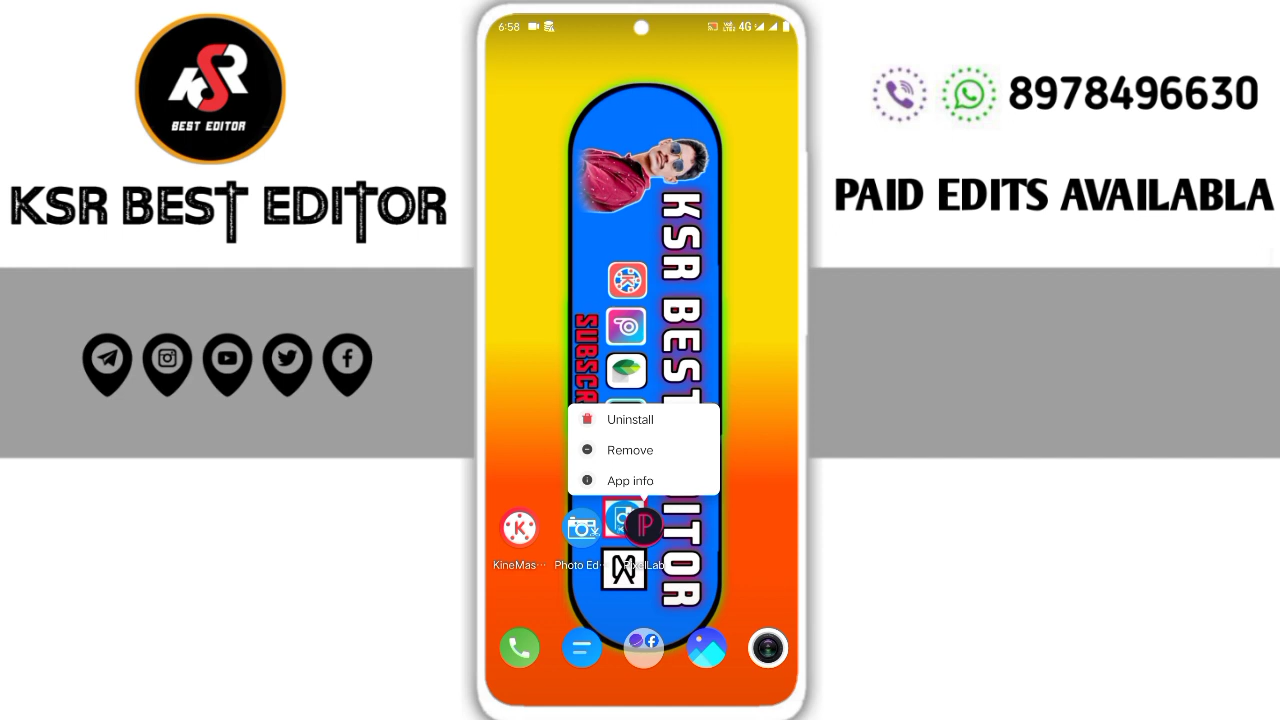 KSR
BEST EDITOR
KSR BEST EDITOR
6:58
4G
8978496630
PAID EDITS AVAILABLA
KSR BEST EDITOR
SUBSCR
Uninstall
Remove
App info
KineMas...
Photo Ed...
PixelLab